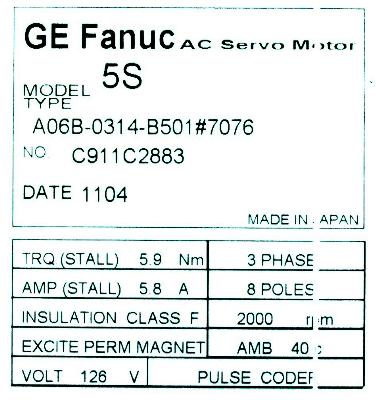 GE Fanuc AC Servo Motor
MODEL 5S
TYPE
A06B-0314-B501#7076
NO. C911C2883
DATE 1104
MADE IN JAPAN
TRQ (STALL) 5.9 Nm 3 PHASE
AMP (STALL) 5.8 A 8 POLES
INSULATION CLASS F 2000 rpm
EXCITE PERM MAGNET AMB 40 c
VOLT 126 V PULSE CODER